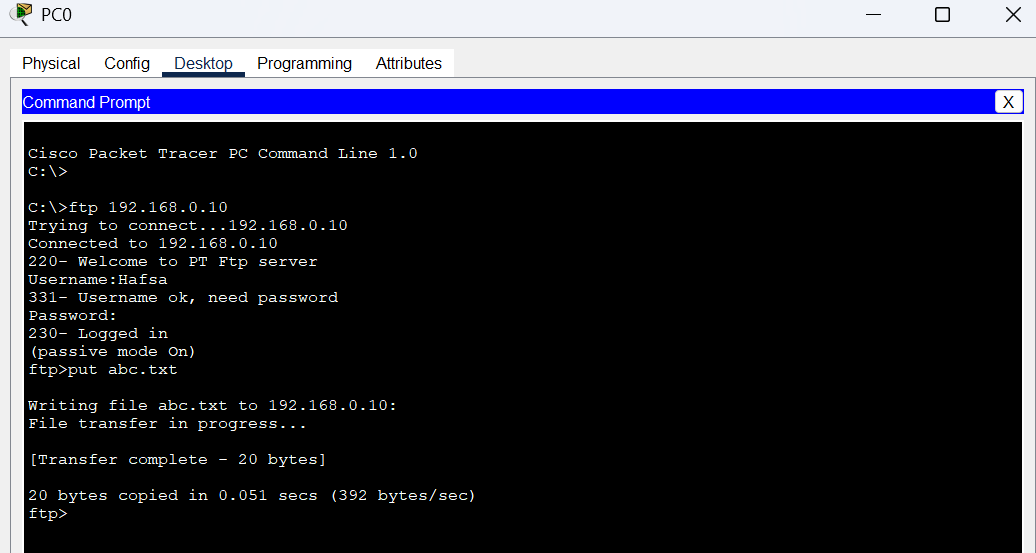 PC0
Physical Config Desktop Programming Attributes
Command Prompt
X
Cisco Packet Tracer PC Command Line 1.0
C:\>
C:\>ftp 192.168.0.10
Trying to connect...192.168.0.10
Connected to 192.168.0.10
220- Welcome to PT Ftp server
Username:Hafsa
331- Username ok, need password
Password:
230- Logged in
(passive mode On)
ftp>put abc.txt
Writing file abc.txt to 192.168.0.10:
File transfer in progress...
[Transfer complete - 20 bytes]
20 bytes copied in 0.051 secs (392 bytes/sec)
ftp>